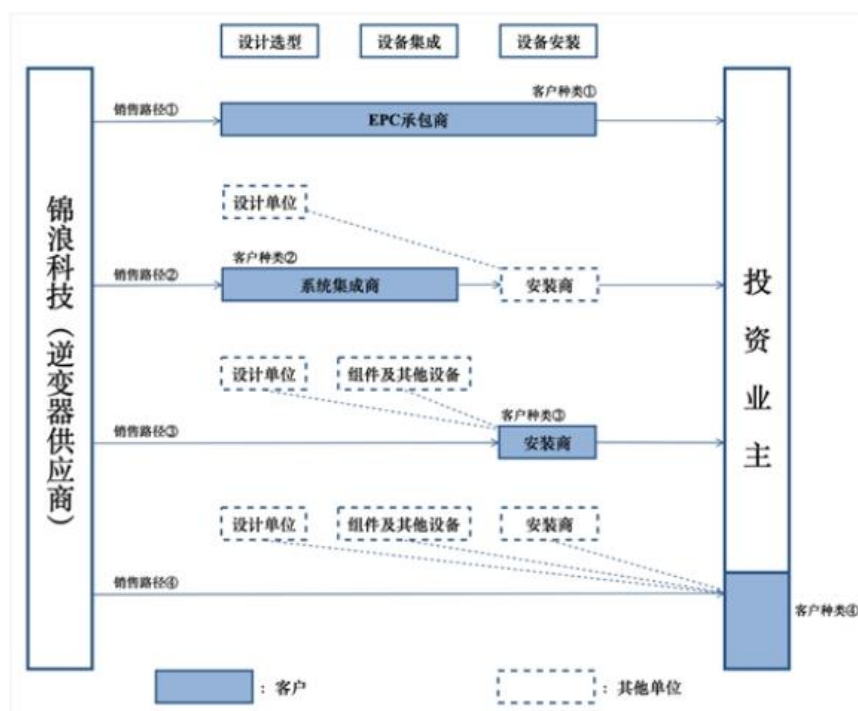 设计选型
设备集成
设备安装
客户种类①
销售路径①
EPC承包商
设计单位
客户种类②
销售路径②
系统集成商
安装商
设计单位
组件及其他设备
客户种类③
销售路径③
安装商
设计单位
组件及其他设备
安装商
销售路径④
客户种类④
锦浪科技（逆变器供应商）
投资业主
：客户
：其他单位